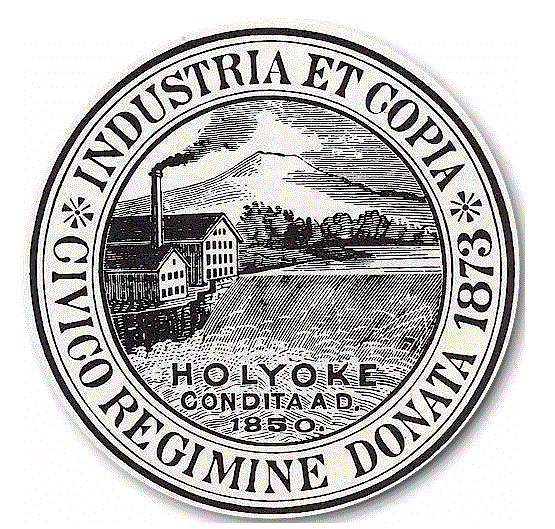 INDUSTRIA ET COPIA
CIVICO REGIMINE DONATA 1873
HOLYOKE
CONDITA A.D.
1850.